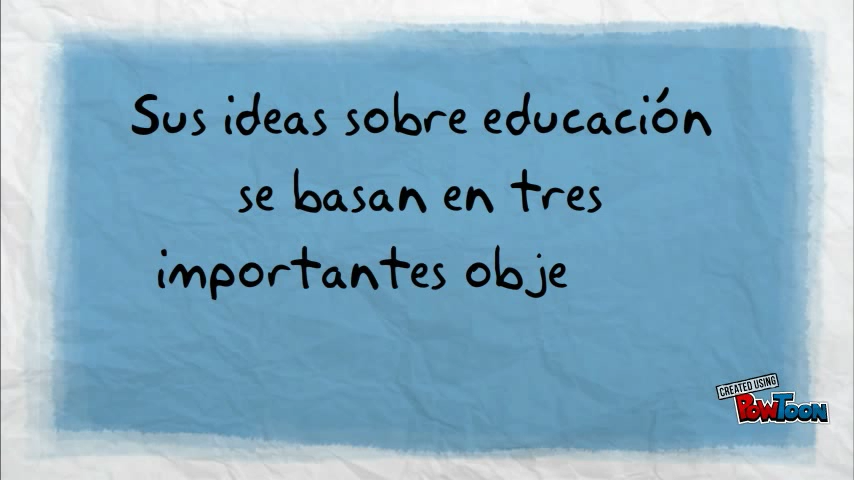 Sus ideas sobre educación
se basan en tres
importantes obje
CREATED USING
POWTOON